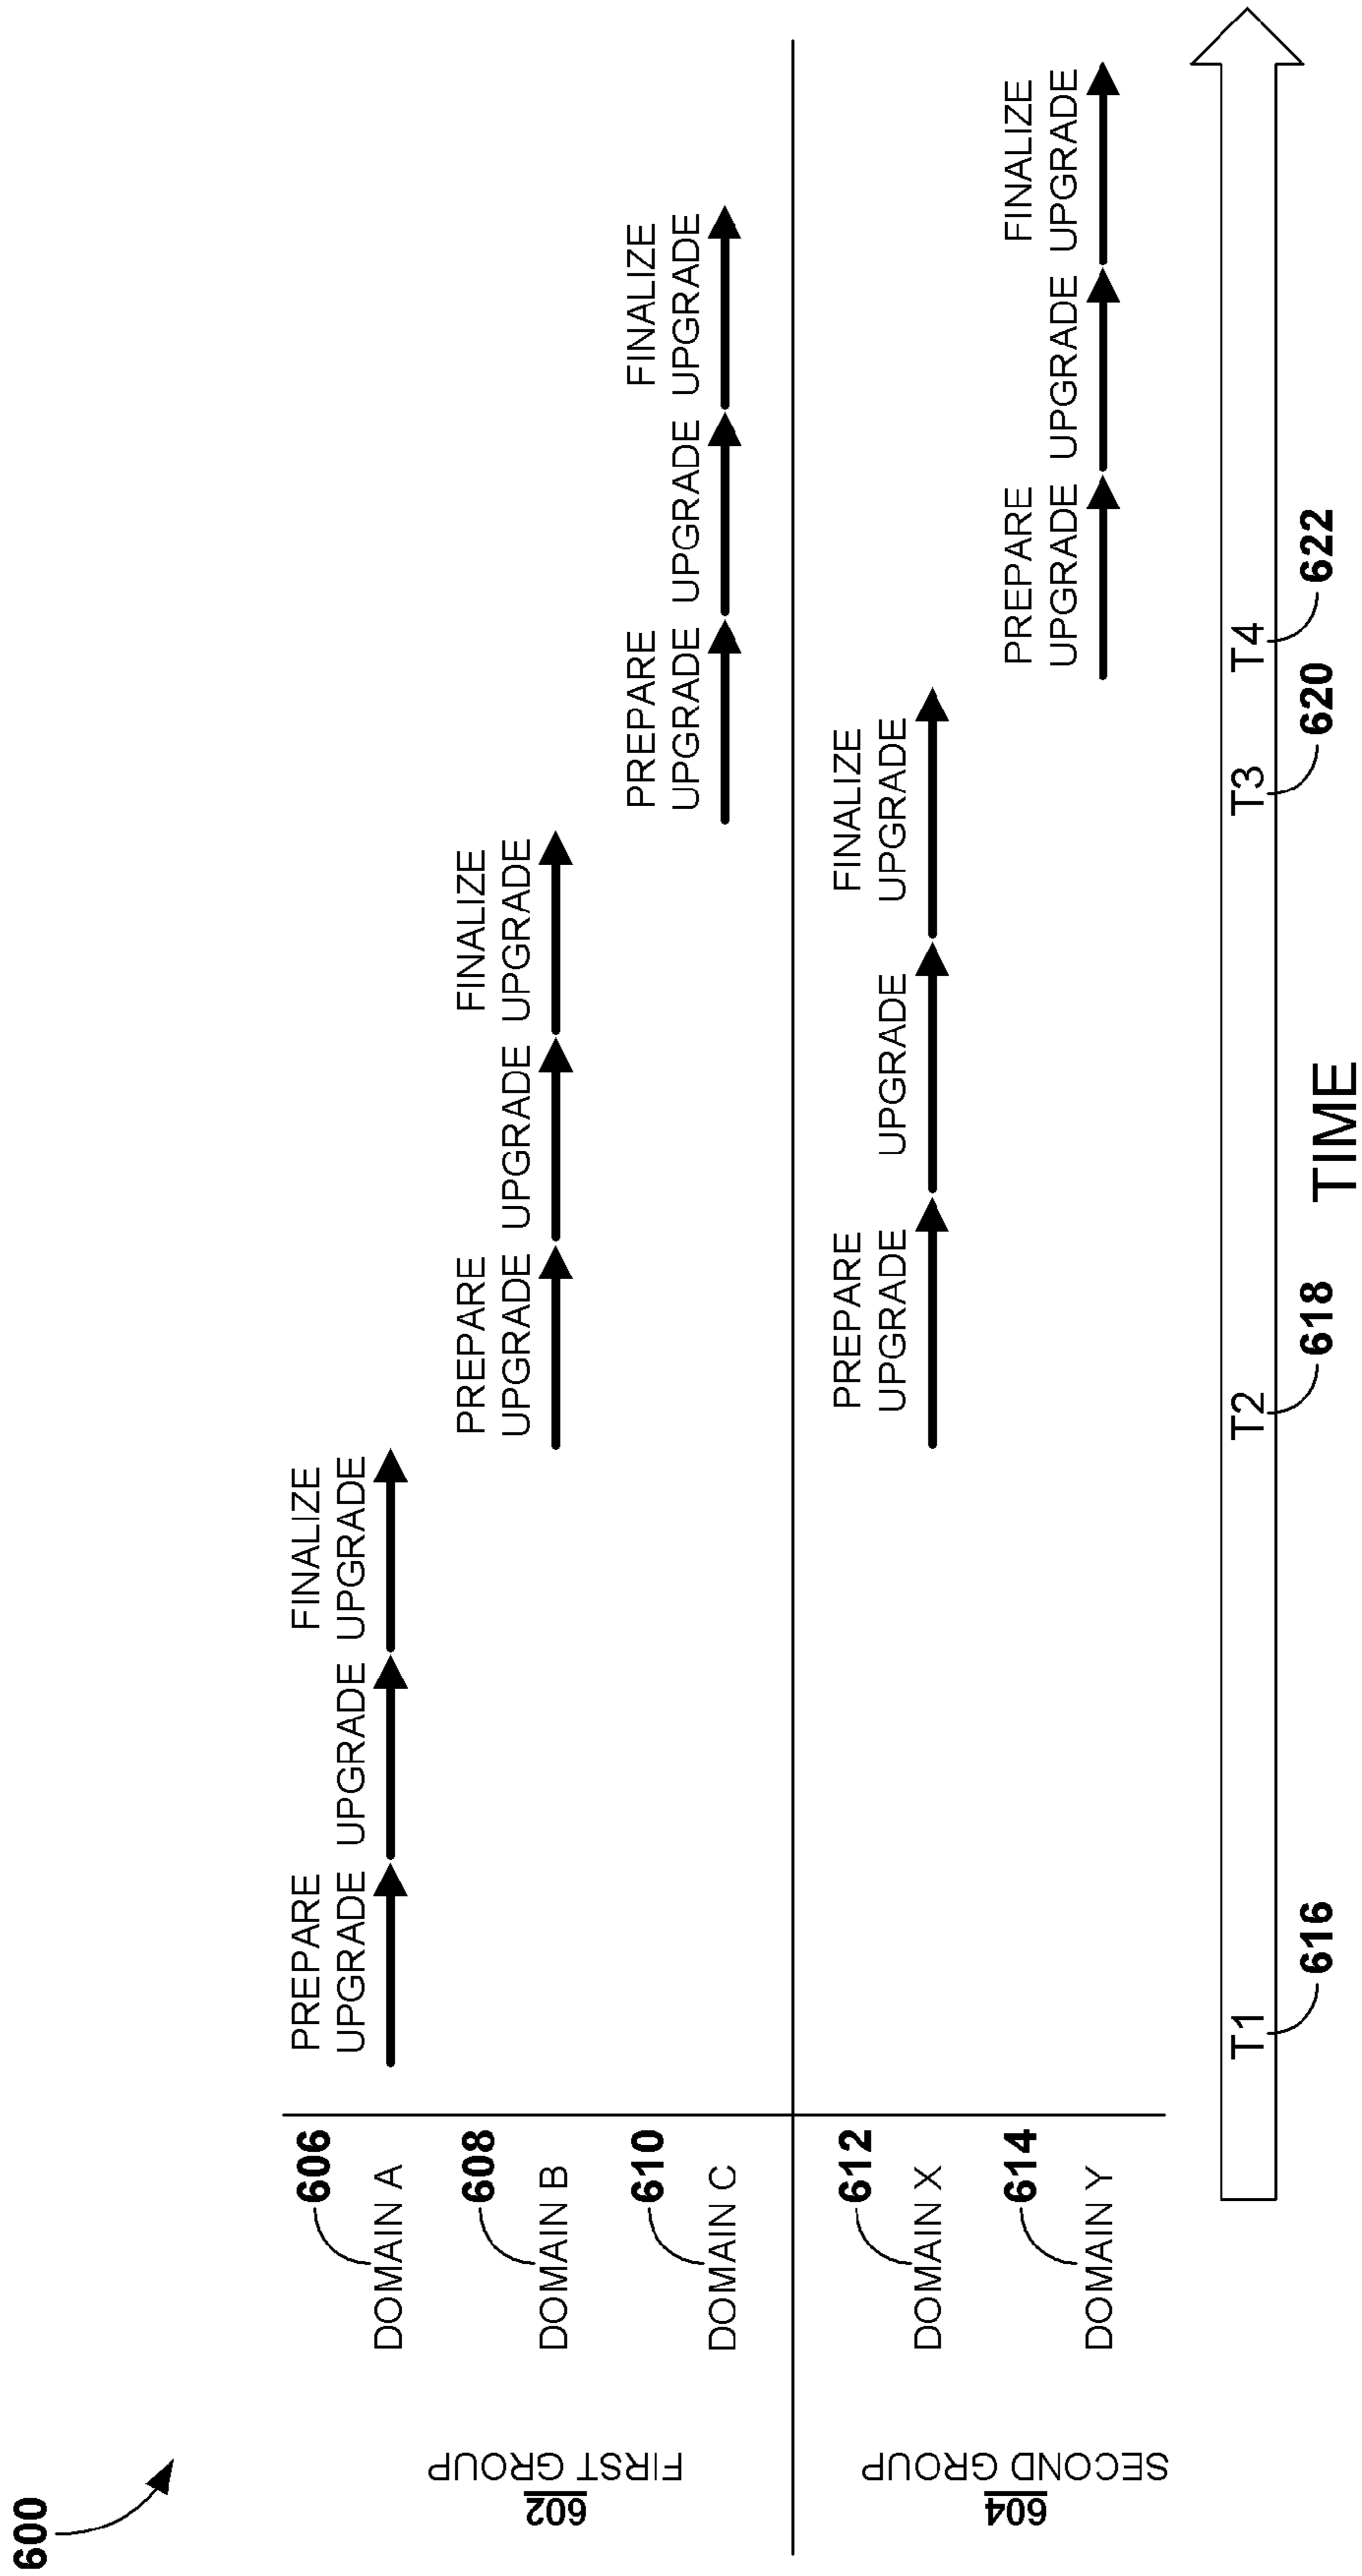 600
606
DOMAIN A
PREPARE
UPGRADE
UPGRADE
FINALIZE
UPGRADE
602
FIRST GROUP
608
DOMAIN B
PREPARE
UPGRADE
UPGRADE
FINALIZE
UPGRADE
610
DOMAIN C
PREPARE
UPGRADE
UPGRADE
FINALIZE
UPGRADE
604
SECOND GROUP
612
DOMAIN X
PREPARE
UPGRADE
UPGRADE
FINALIZE
UPGRADE
614
DOMAIN Y
PREPARE
UPGRADE
UPGRADE
FINALIZE
UPGRADE
T1
T2
T3
T4
616
618
620
622
TIME